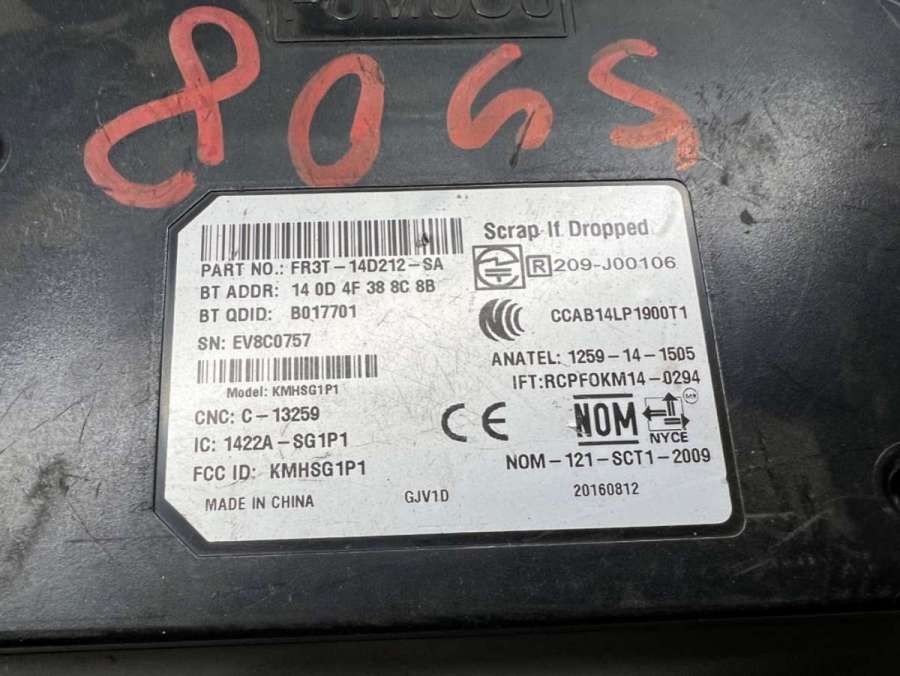 FOMOCO
8065
PART NO.: FR3T-14D212-SA
BT ADDR: 14 0D 4F 38 8C 8B
BT QDID: B017701
SN: EV8C0757
Model: KMHSG1P1
CNC: C-13259
IC: 1422A-SG1P1
FCC ID: KMHSG1P1
MADE IN CHINA
GJV1D
Scrap If Dropped
R 209-J00106
CCAB14LP1900T1
ANATEL: 1259-14-1505
IFT:RCPFOKM14-0294
CE
NOM
NYCE
NOM-121-SCT1-2009
20160812